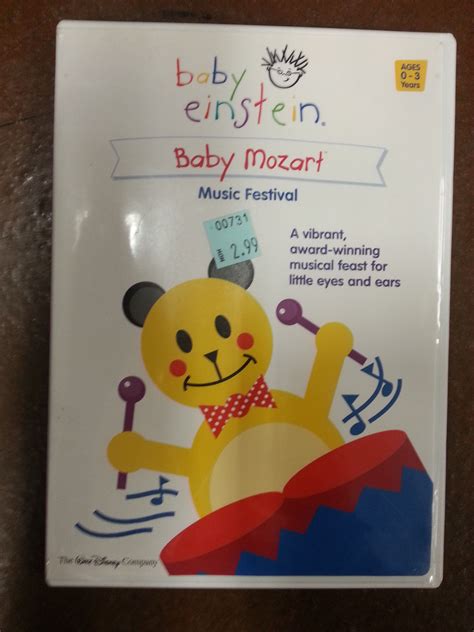 baby
einstein®
AGES
0 - 3
Years
Baby Mozart
Music Festival
00731
2.99
A vibrant,
award-winning
musical feast for
little eyes and ears
The Walt Disney Company